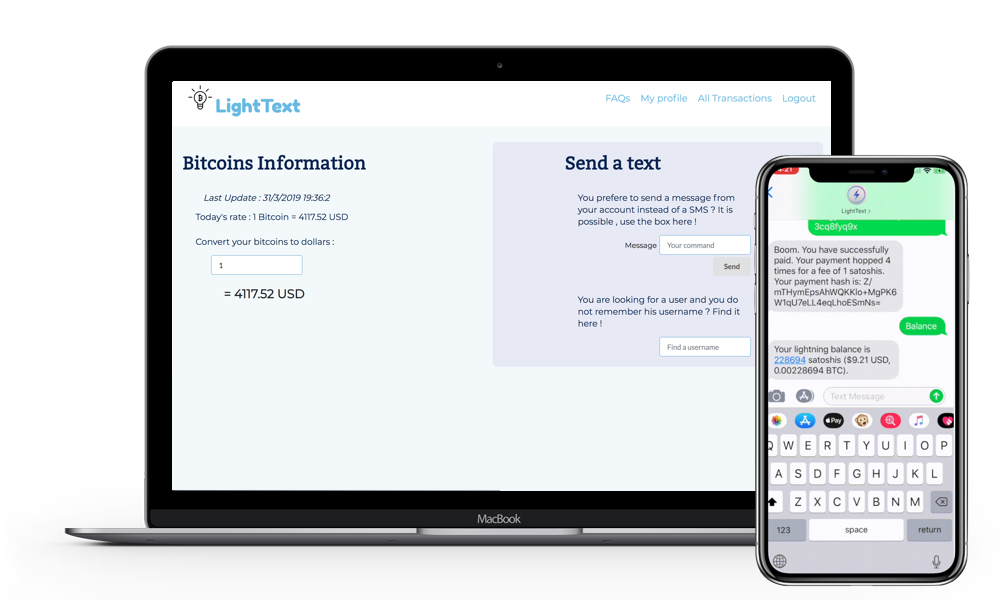 LightText
FAQs My profile All Transactions Logout
Bitcoins Information
Last Update : 31/3/2019 19:36:2
Today's rate : 1 Bitcoin = 4117.52 USD
Convert your bitcoins to dollars :
1
= 4117.52 USD
Send a text
You prefere to send a message from
your account instead of a SMS ? It is
possible , use the box here !
Message Your command
Send
You are looking for a user and you do
not remember his username ? Find it
here !
Find a username
MacBook
4:21
LightText >
3cq8fyq9x
Boom. You have successfully
paid. Your payment hopped 4
times for a fee of 1 satoshis.
Your payment hash is: Z/
mTHymEpsAhWQKKlo+MgPK6
W1qU7eLL4eqLhoESmNs=
Balance
Your lightning balance is
228694 satoshis ($9.21 USD,
0.00228694 BTC).
Text Message
Pay
Q W E R T Y U I O P
A S D F G H J K L
Z X C V B N M
123 space return